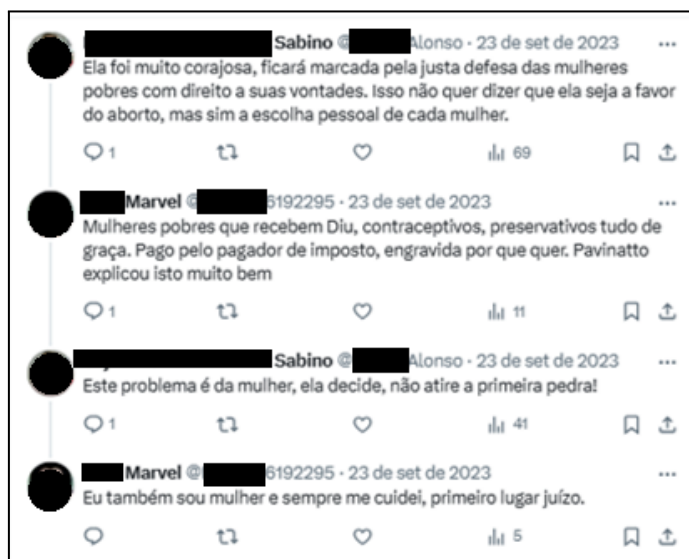 Sabino @ Alonso · 23 de set de 2023
Ela foi muito corajosa, ficará marcada pela justa defesa das mulheres
pobres com direito a suas vontades. Isso não quer dizer que ela seja a favor
do aborto, mas sim a escolha pessoal de cada mulher.
1 69
Marvel @ 6192295 · 23 de set de 2023
Mulheres pobres que recebem Diu, contraceptivos, preservativos tudo de
graça. Pago pelo pagador de imposto, engravida por que quer. Pavinatto
explicou isto muito bem
1 11
Sabino @ Alonso · 23 de set de 2023
Este problema é da mulher, ela decide, não atire a primeira pedra!
1 41
Marvel @ 6192295 · 23 de set de 2023
Eu também sou mulher e sempre me cuidei, primeiro lugar juízo.
5